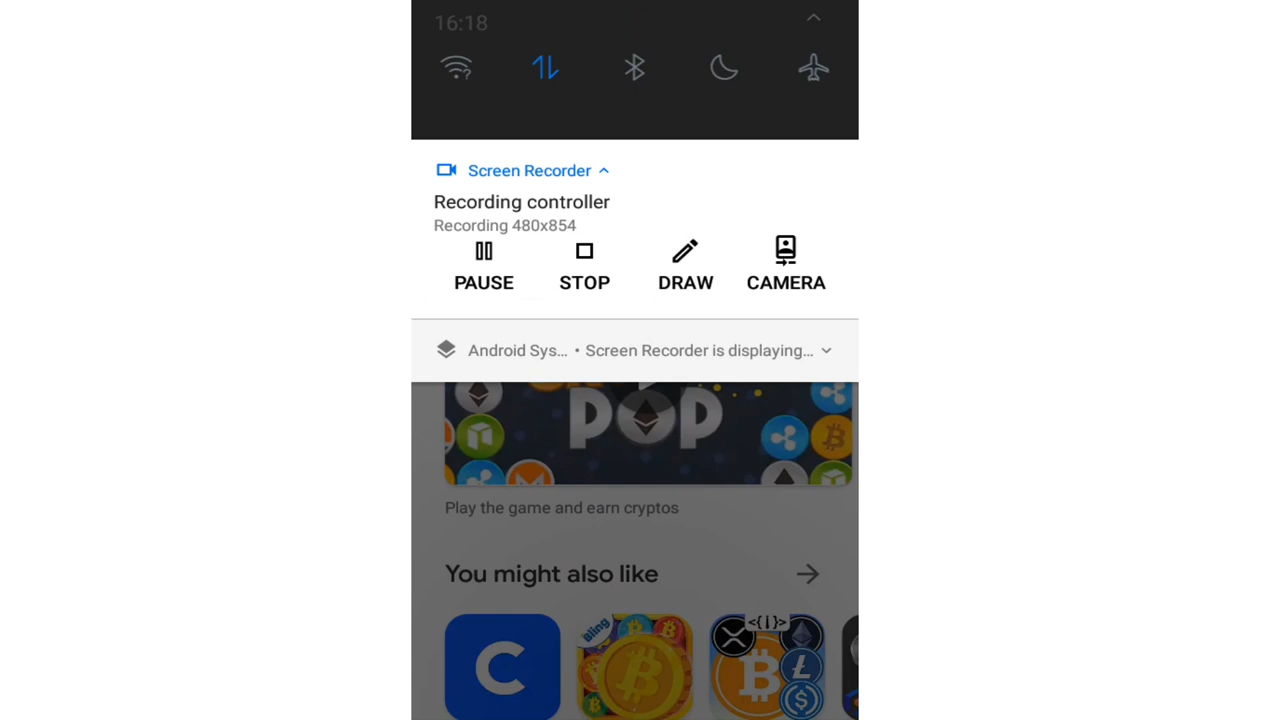 16:18
Screen Recorder
Recording controller
Recording 480x854
PAUSE STOP DRAW CAMERA
Android Sys... • Screen Recorder is displaying...
POP
Play the game and earn cryptos
You might also like
bling
<{|}>